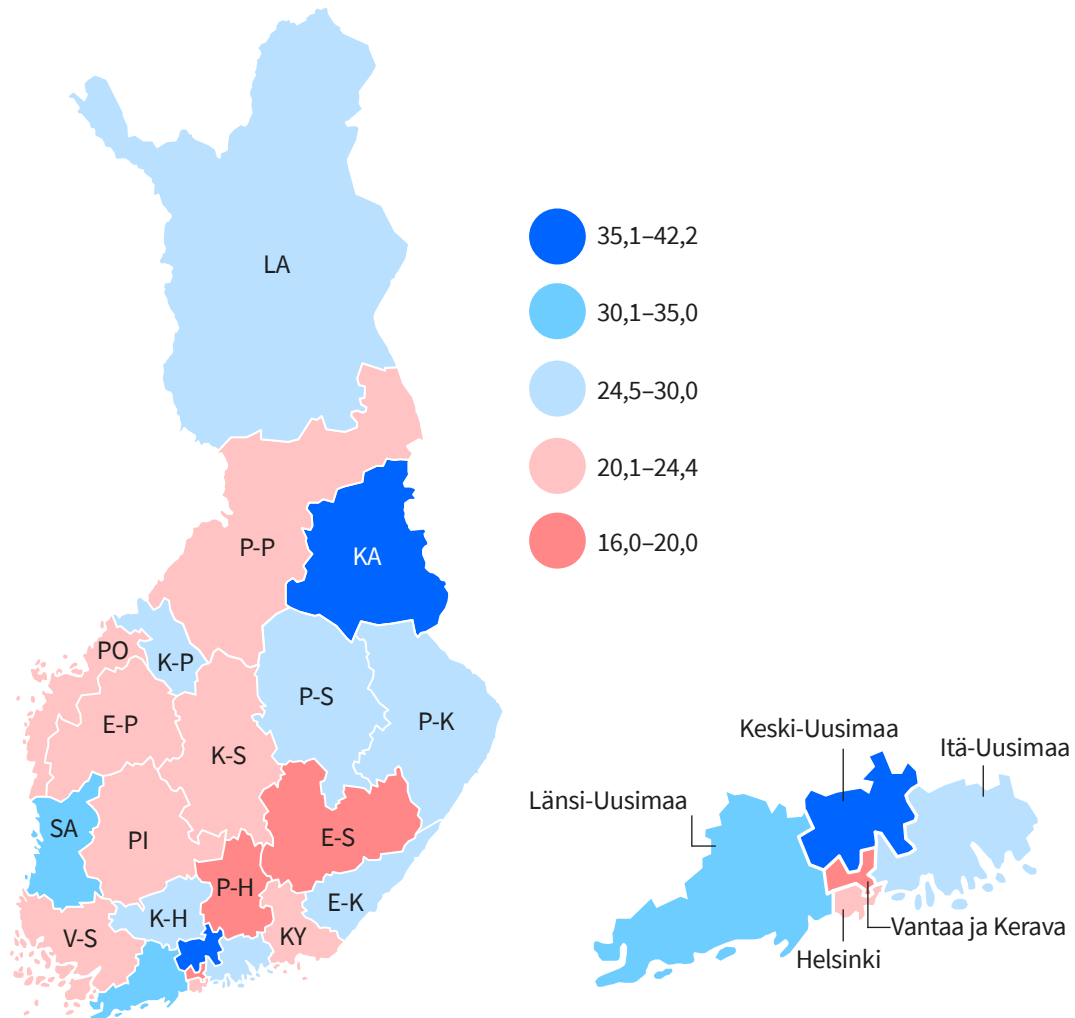 LA
35,1–42,2
30,1–35,0
24,5–30,0
20,1–24,4
16,0–20,0
P-P
KA
PO
K-P
P-S
P-K
E-P
K-S
SA
PI
E-S
P-H
E-K
K-H
V-S
KY
Keski-Uusimaa
Itä-Uusimaa
Länsi-Uusimaa
Vantaa ja Kerava
Helsinki